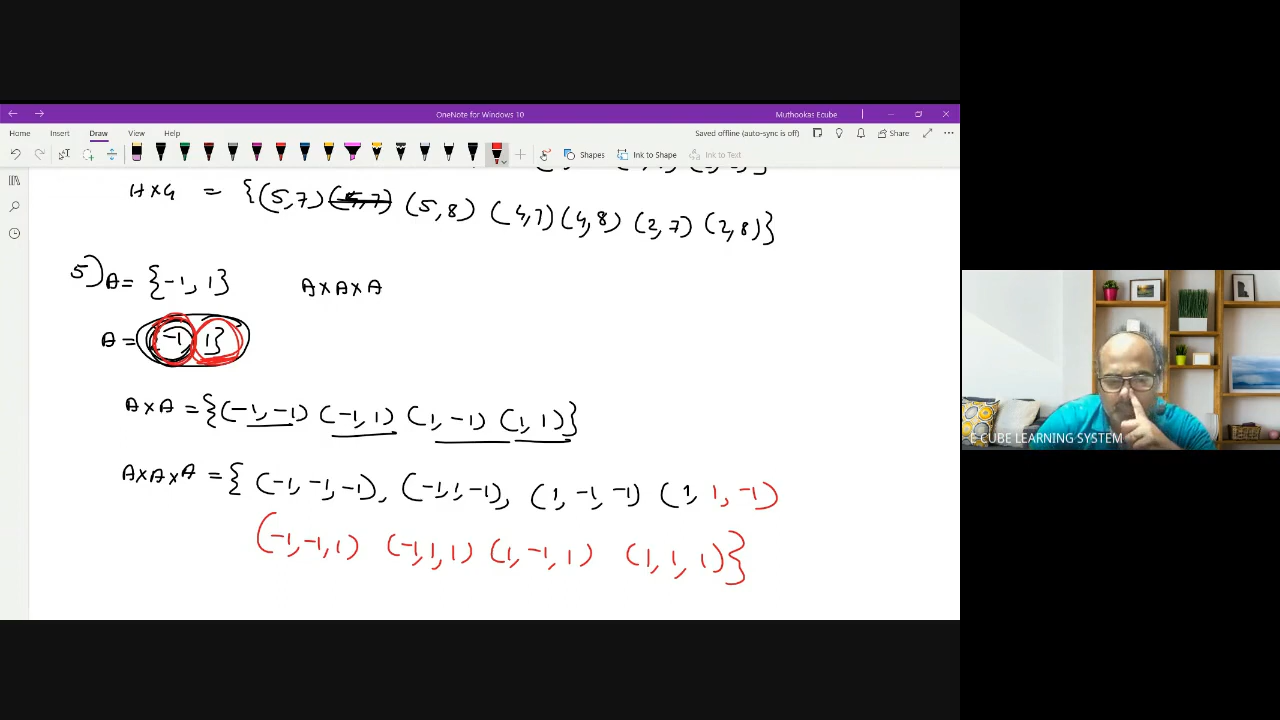 OneNote for Windows 10
Muthookas Ecube
Home Insert Draw View Help
Saved offline (auto-sync is off)
Share
Shapes
Ink to Shape
Ink to Text
H×G = {(5,7) (5,8) (4,7) (4,8) (2,7) (2,8)}
5) A = {-1, 1} A×A×A
A = {-1 1}
A×A = {(-1,-1) (-1, 1) (1, -1) (1, 1)}
A×A×A = { (-1, -1, -1), (-1, 1, -1), (1, -1, -1) (1, 1, -1)
(-1, -1, 1) (-1, 1, 1) (1, -1, 1) (1, 1, 1)}
E CUBE LEARNING SYSTEM